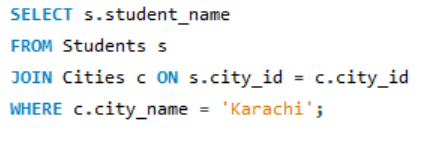 SELECT s.student_name
FROM Students s
JOIN Cities c ON s.city_id = c.city_id
WHERE c.city_name = 'Karachi';